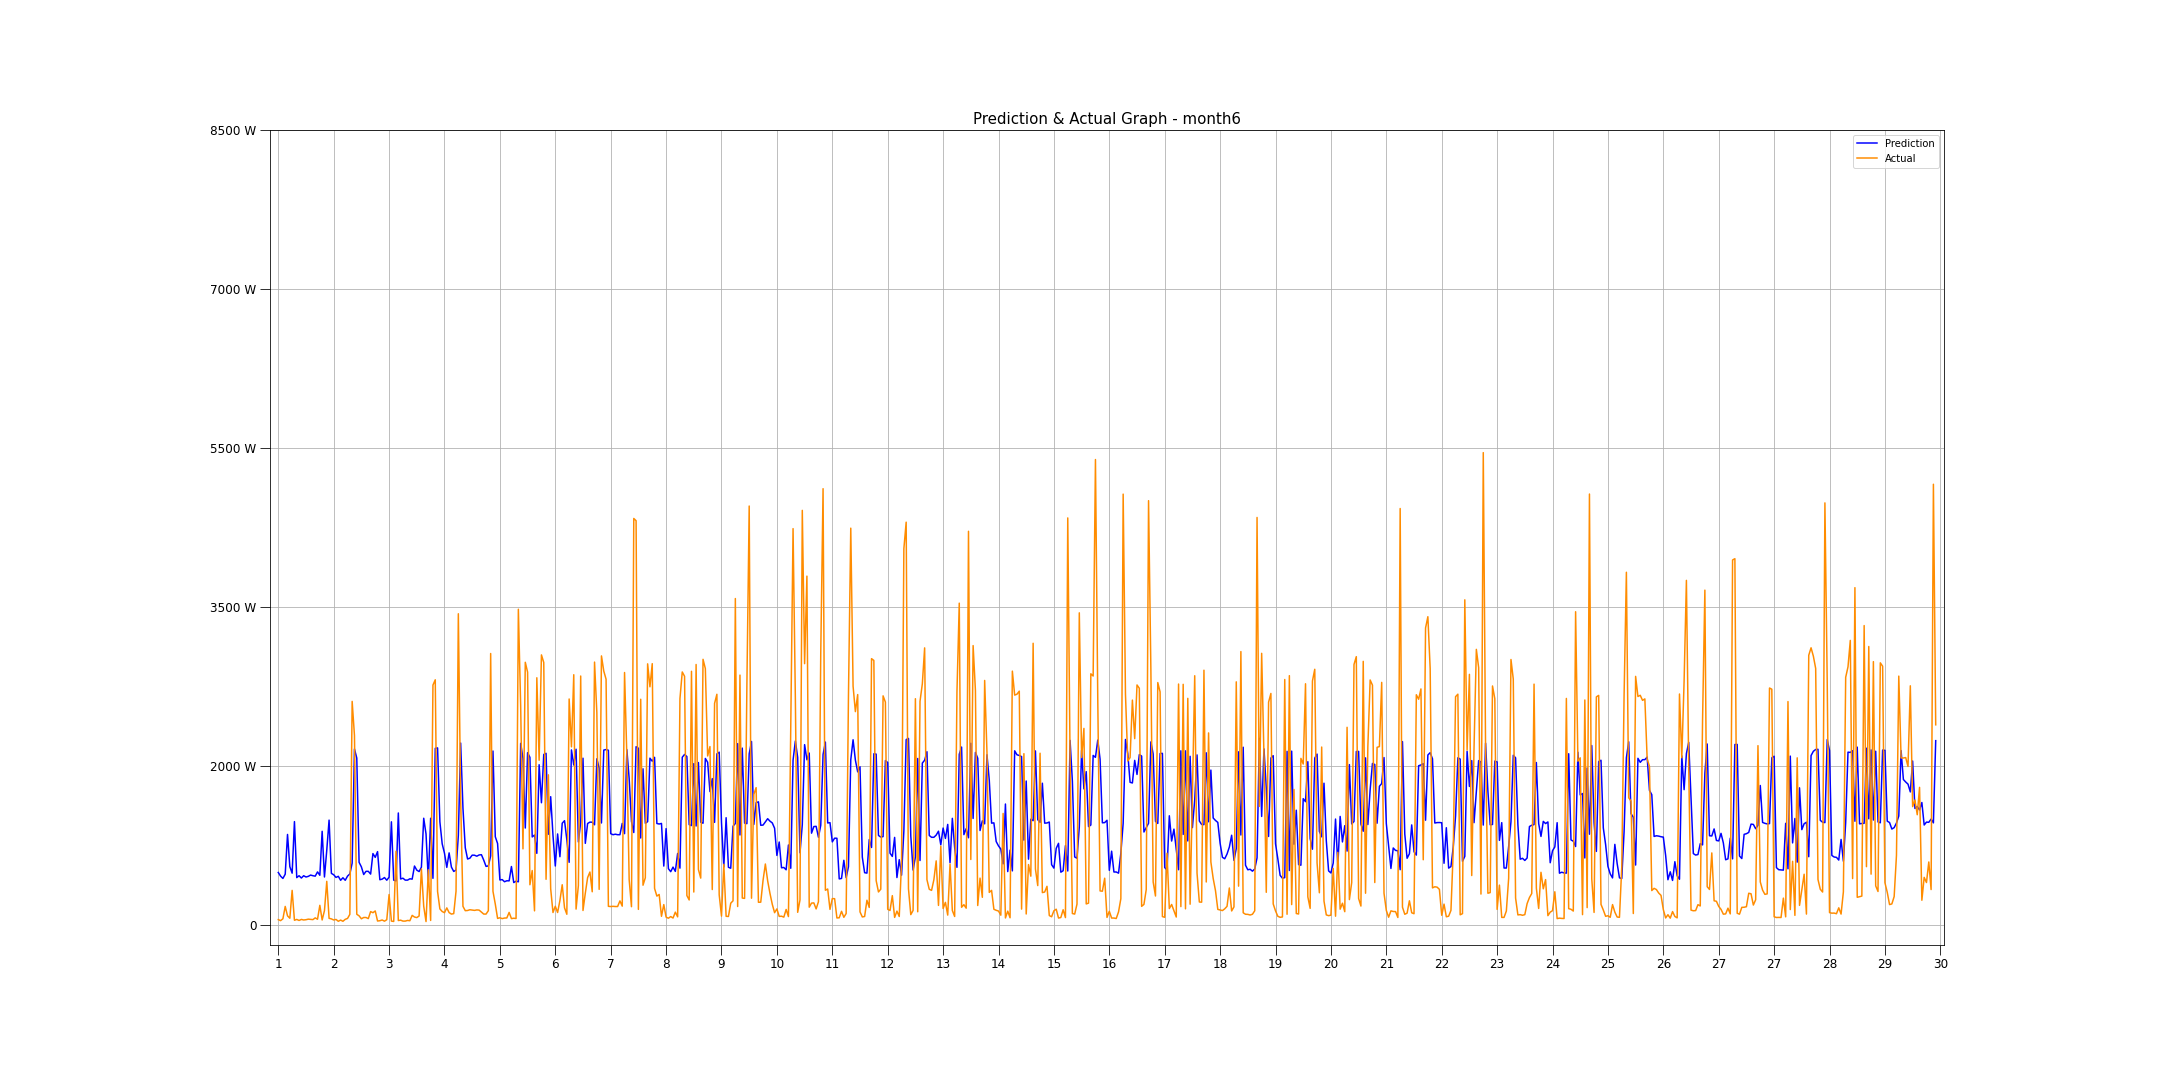 Prediction & Actual Graph - month6
8500 W
7000 W
5500 W
3500 W
2000 W
0
Prediction
Actual
1 2 3 4 5 6 7 8 9 10 11 12 13 14 15 16 17 18 19 20 21 22 23 24 25 26 27 27 28 29 30